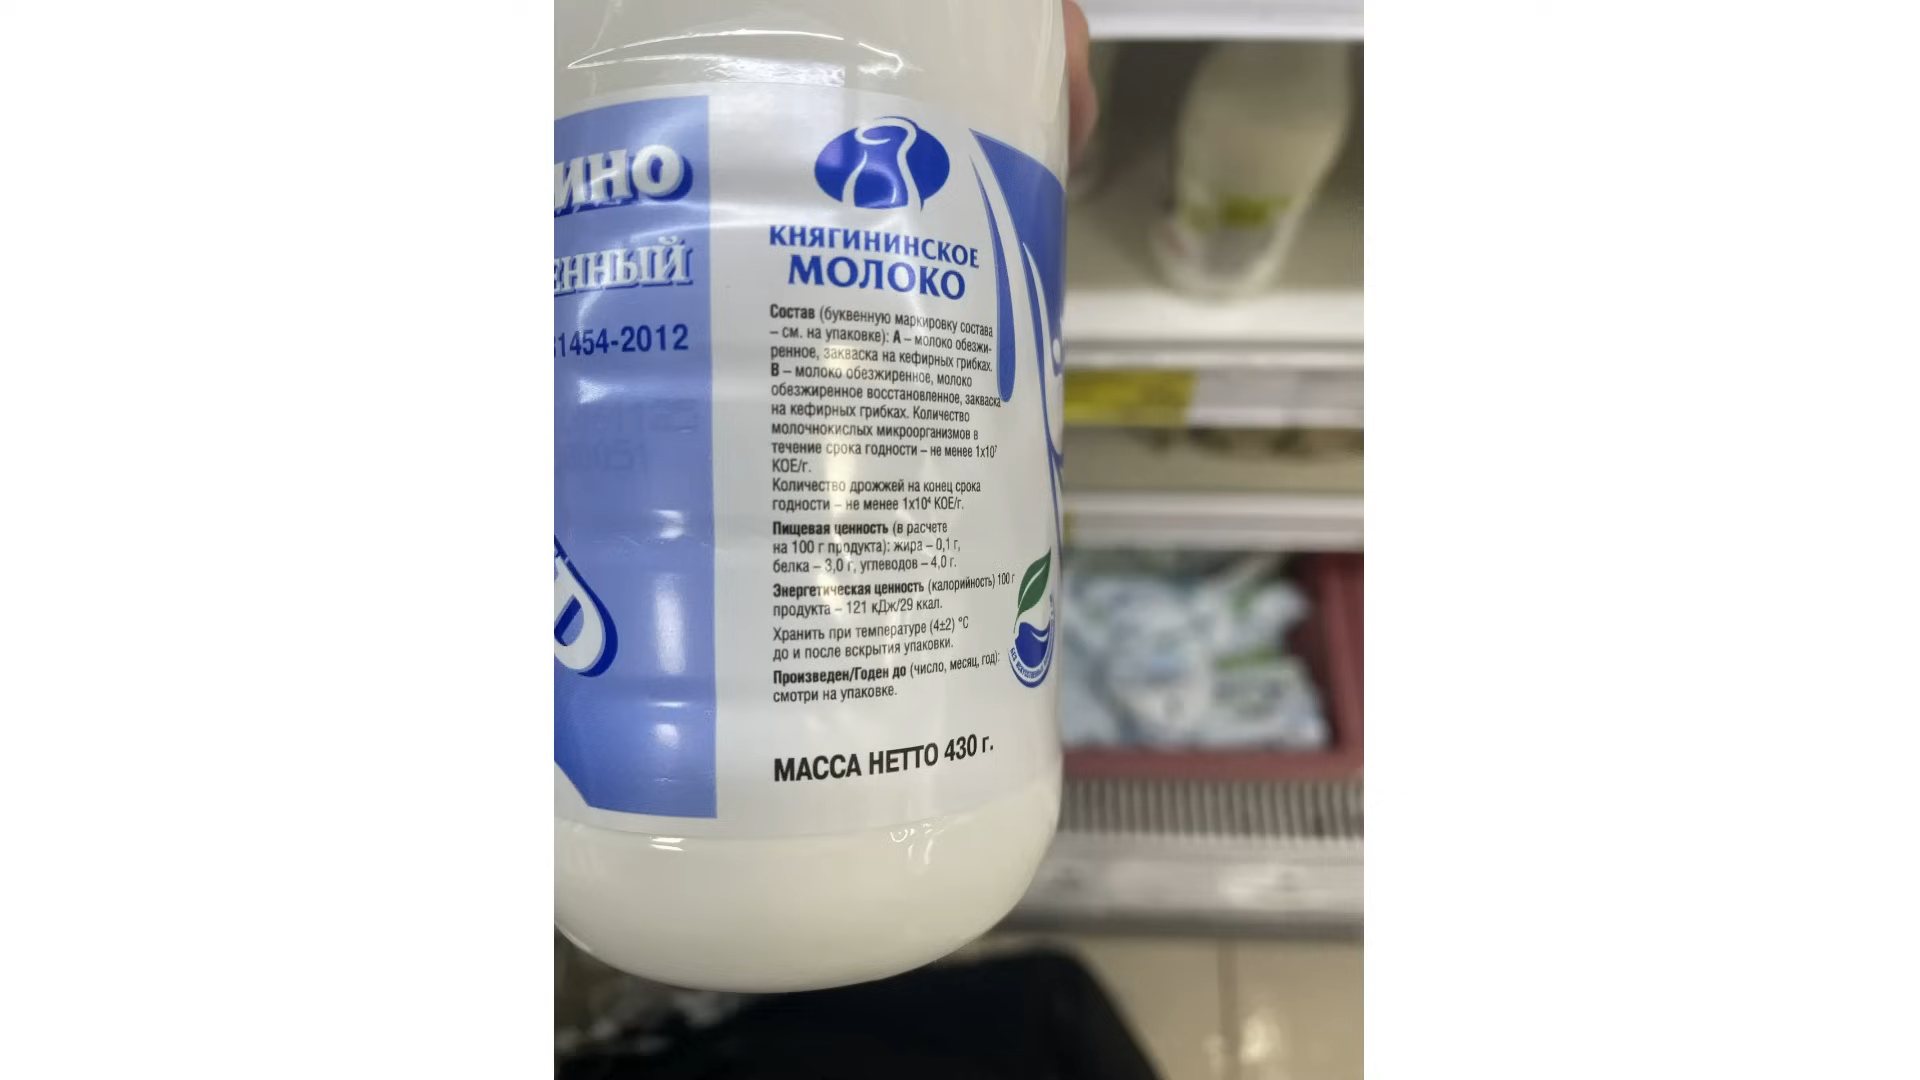 ИНО
ЕННЫЙ
1454-2012
КНЯГИНИНСКОЕ
МОЛОКО
Состав (буквенную маркировку состава
– см. на упаковке): А – молоко обезжи-
ренное, закваска на кефирных грибках.
В – молоко обезжиренное, молоко
обезжиренное восстановленное, закваска
на кефирных грибках. Количество
молочнокислых микроорганизмов в
течение срока годности – не менее 1x10⁷
КОЕ/г.
Количество дрожжей на конец срока
годности – не менее 1x10⁴ КОЕ/г.
Пищевая ценность (в расчете
на 100 г продукта): жира – 0,1 г,
белка – 3,0 г, углеводов – 4,0 г.
Энергетическая ценность (калорийность) 100 г
продукта – 121 кДж/29 ккал.
Хранить при температуре (4±2) °С
до и после вскрытия упаковки.
Произведен/Годен до (число, месяц, год):
смотри на упаковке.
МАССА НЕТТО 430 г.